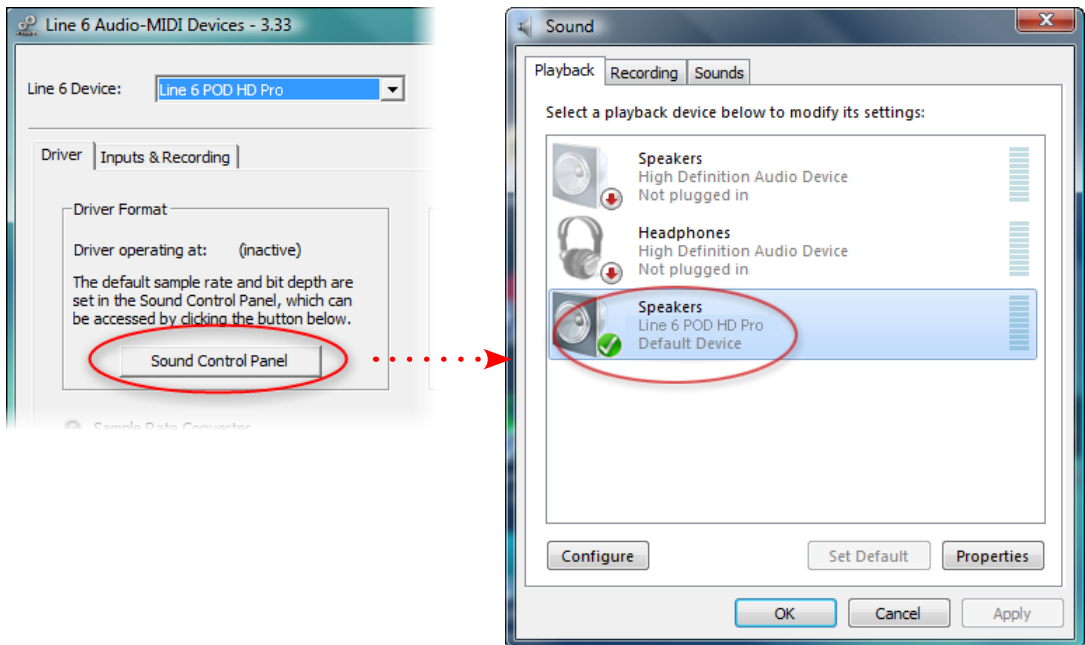 Line 6 Audio-MIDI Devices - 3.33
Line 6 Device:
Line 6 POD HD Pro
Driver
Inputs & Recording
Driver Format
Driver operating at: (inactive)
The default sample rate and bit depth are
set in the Sound Control Panel, which can
be accessed by clicking the button below.
Sound Control Panel
Sample Rate Converter
Sound
Playback
Recording
Sounds
Select a playback device below to modify its settings:
Speakers
High Definition Audio Device
Not plugged in
Headphones
High Definition Audio Device
Not plugged in
Speakers
Line 6 POD HD Pro
Default Device
Configure
Set Default
Properties
OK
Cancel
Apply